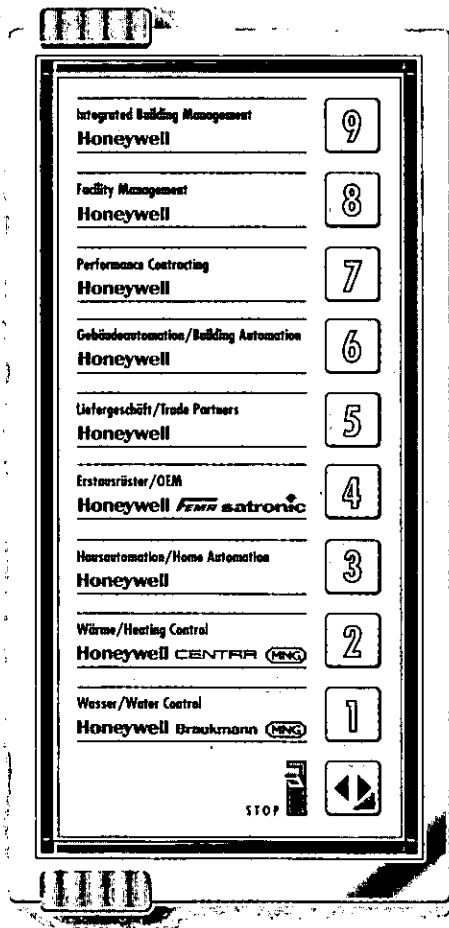 Integrated Building Management
Honeywell
9
Facility Management
Honeywell
8
Performance Contracting
Honeywell
7
Gebäudeautomation/Building Automation
Honeywell
6
Liefergeschäft/Trade Partners
Honeywell
5
Erstausrüster/OEM
Honeywell FEMA satronic
4
Hausautomation/Home Automation
Honeywell
3
Wärme/Heating Control
Honeywell CENTRA MNG
2
Wasser/Water Control
Honeywell Braukmann MNG
1
STOP